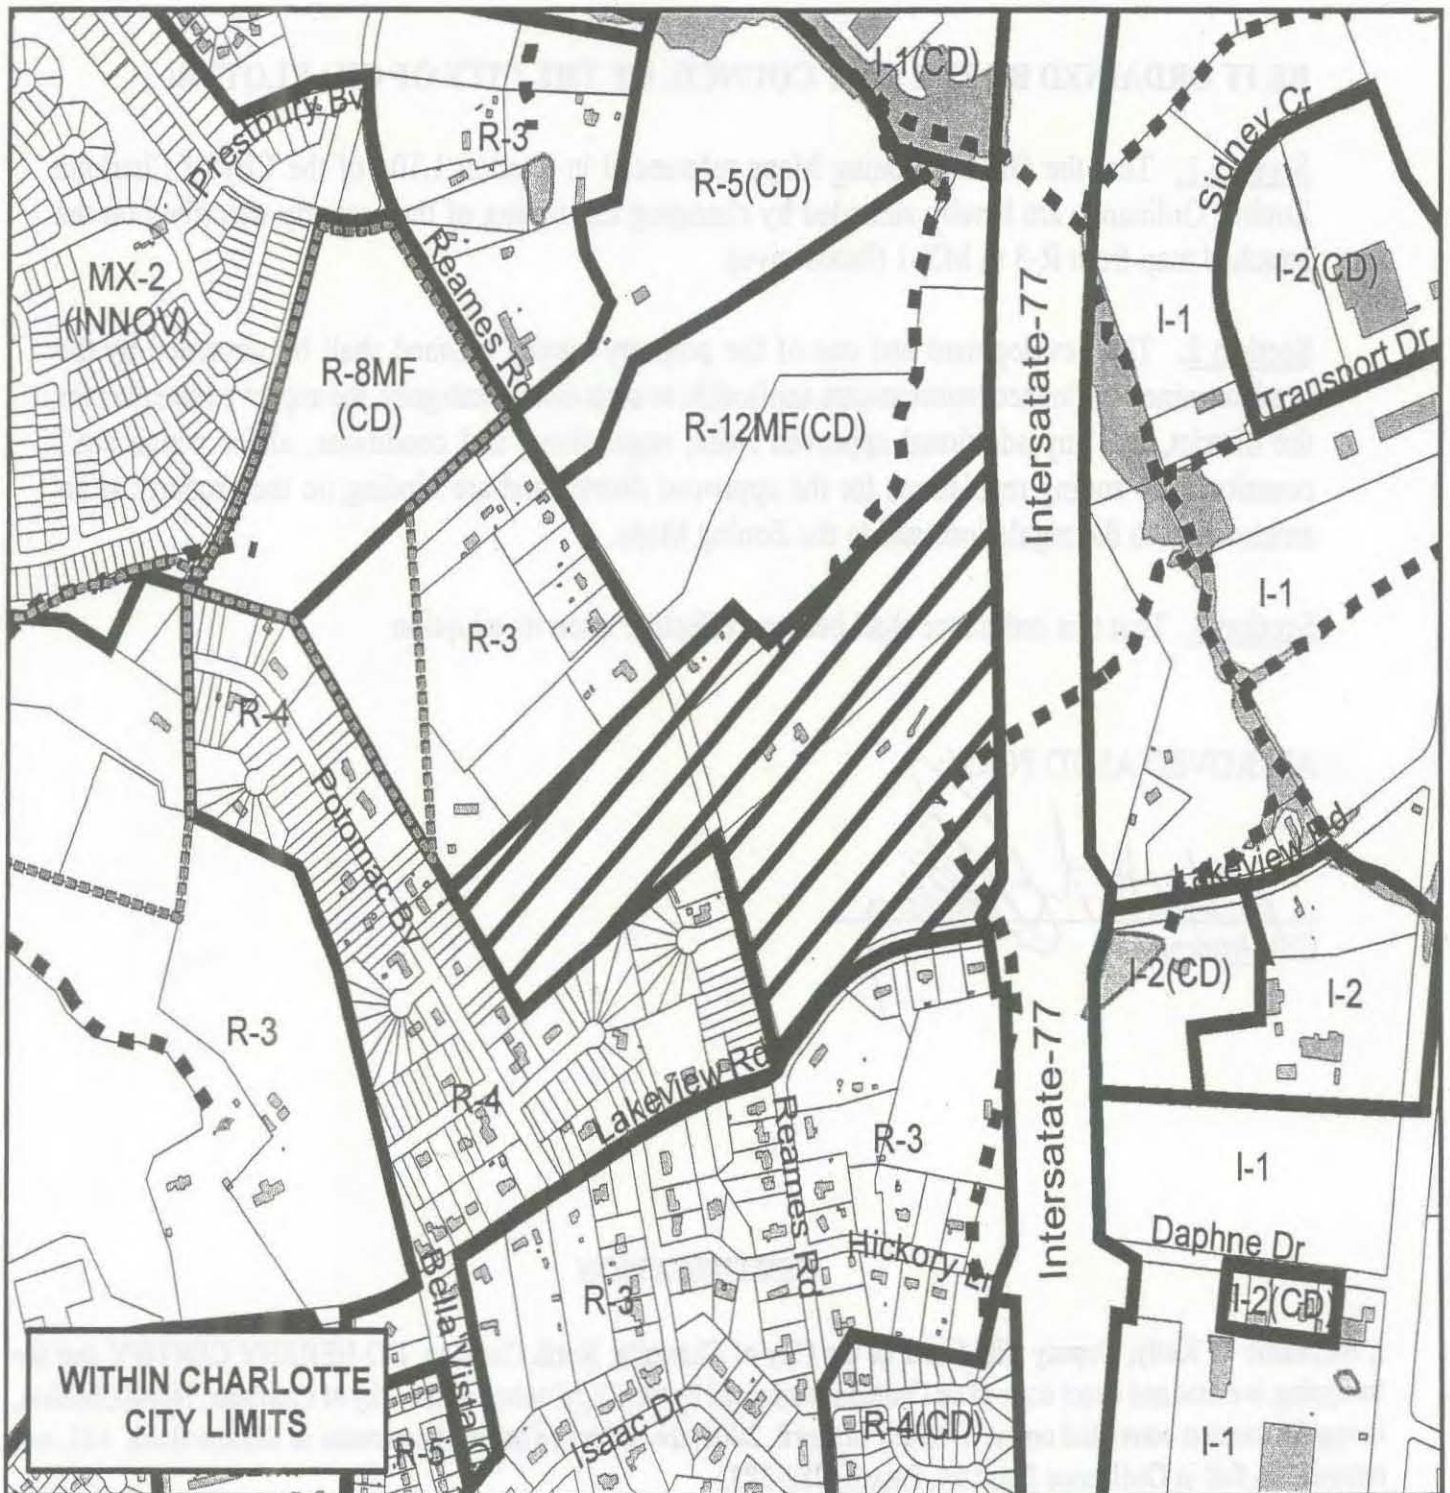 I-1(CD)
Prestbury Bv
R-3
Sidney Cr
R-5(CD)
MX-2
(INNOV)
Reames Rd
I-2(CD)
Intersatate-77
I-1
R-8MF
(CD)
Transport Dr
R-12MF(CD)
I-1
R-3
R-4
Potomac Bv
Lakeview Rd
I-2(CD)
I-2
R-3
Lakeview Rd
R-4
Reames Rd
R-3
Intersatate-77
I-1
Daphne Dr
Hickory Ln
Bella Vista Ct
R-3
I-2(CD)
WITHIN CHARLOTTE
CITY LIMITS
Isaac Dr
R-4(CD)
I-1